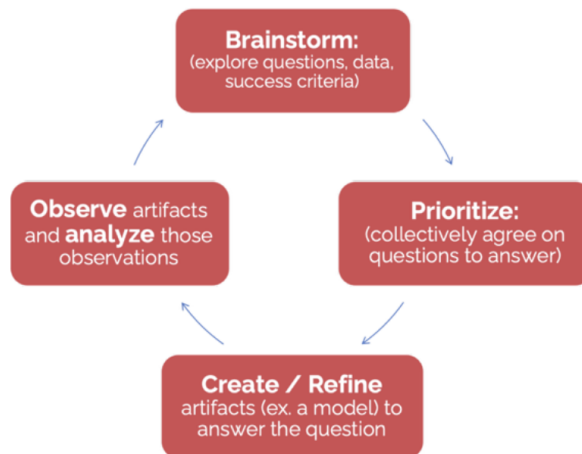 Brainstorm:
(explore questions, data,
success criteria)
Prioritize:
(collectively agree on
questions to answer)
Create / Refine
artifacts (ex. a model) to
answer the question
Observe artifacts
and analyze those
observations